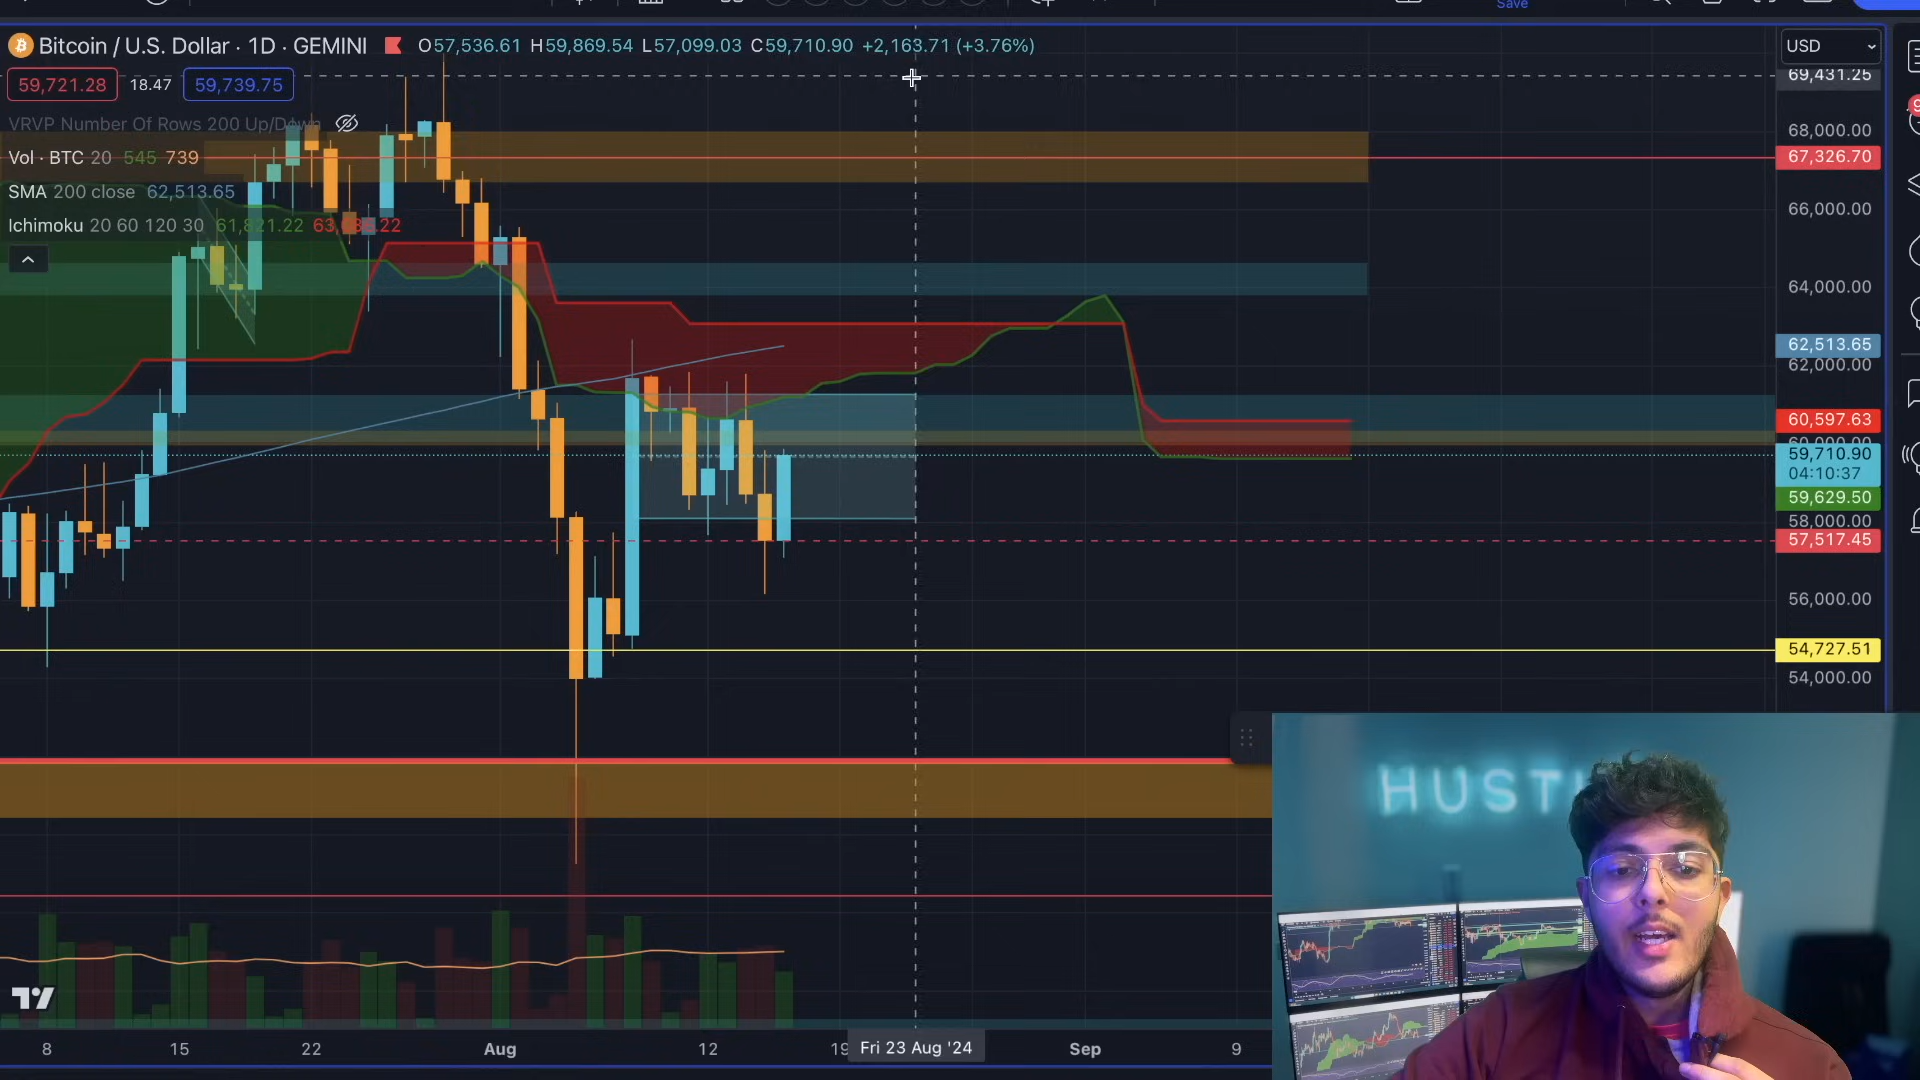 Save
Bitcoin / U.S. Dollar · 1D · GEMINI O57,536.61 H59,869.54 L57,099.03 C59,710.90 +2,163.71 (+3.76%)
USD
59,721.28 18.47 59,739.75
69,431.25
VRVP Number Of Rows 200 Up/Down
68,000.00
Vol · BTC 20 545 739
67,326.70
SMA 200 close 62,513.65
66,000.00
Ichimoku 20 60 120 30 61,821.22
64,000.00
62,513.65
62,000.00
60,597.63
60,000.00
59,710.90
04:10:37
59,629.50
58,000.00
57,517.45
56,000.00
54,727.51
54,000.00
8 15 22 Aug 12 19 Fri 23 Aug '24 Sep 9